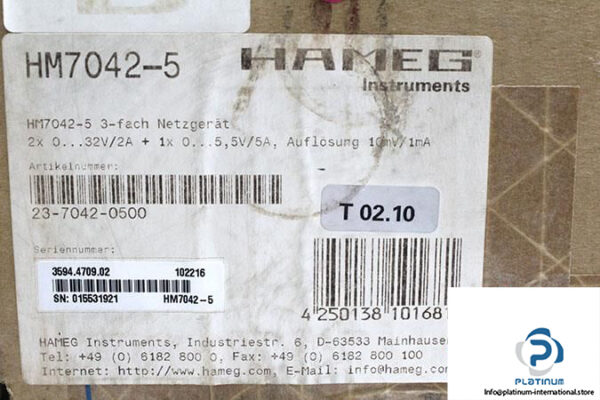 HM7042-5
HAMEG®
Instruments
HM7042-5 3-fach Netzgerät
2x 0...32V/2A + 1x 0...5,5V/5A, Auflösung 10mV/1mA
Artikelnummer:
23-7042-0500
T 02.10
Seriennummer:
3594.4709.02 102216
SN: 015531921 HM7042-5
4 250138 10168
HAMEG Instruments, Industriestr. 6, D-63533 Mainhausen
Tel: +49 (0) 6182 800 0, Fax: +49 (0) 6182 800 100
Internet: http://www.hameg.com, E-Mail: info@hameg.com
PLATINUM
Info@platinum-international.store